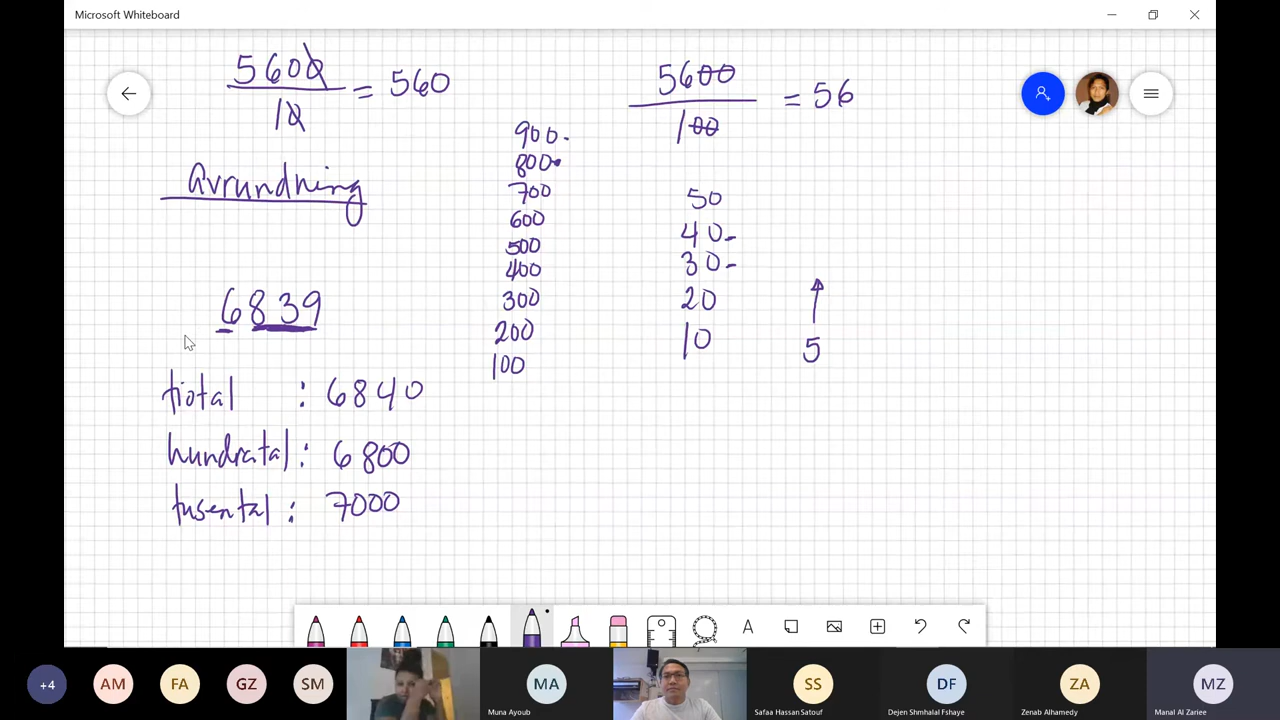 Microsoft Whiteboard
5600
10
= 560
5600
100
= 56
Avrundning
900-
800•
700
600
500
400
300
200
100
50
40-
30-
20
10
5
6839
tiotal : 6840
hundratal : 6800
tusental : 7000
A
+4
AM
FA
GZ
SM
MA
Muna Ayoub
SS
Safaa Hassan Satouf
DF
Dejen Shmhalal Fshaye
ZA
Zenab Alhamedy
MZ
Manal Al Zariee